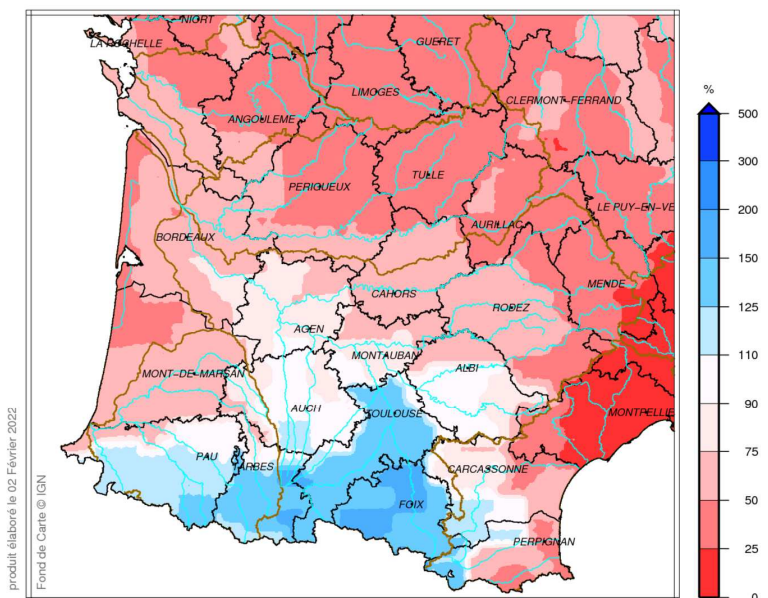 NIORT
LA ROCHELLE
GUERET
LIMOGES
CLERMONT-FERRAND
ANGOULEME
PERIGUEUX
TULLE
LE PUY-EN-VE
AURILLAC
BORDEAUX
CAHORS
MENDE
RODEZ
AGEN
MONTAUBAN
ALBI
MONT-DE-MARSAN
AUCH
TOULOUSE
MONTPELLIE
PAU
TARBES
CARCASSONNE
FOIX
PERPIGNAN
%
500
300
200
150
125
110
90
75
50
25
0
produit élaboré le 02 Février 2022
Fond de Carte © IGN